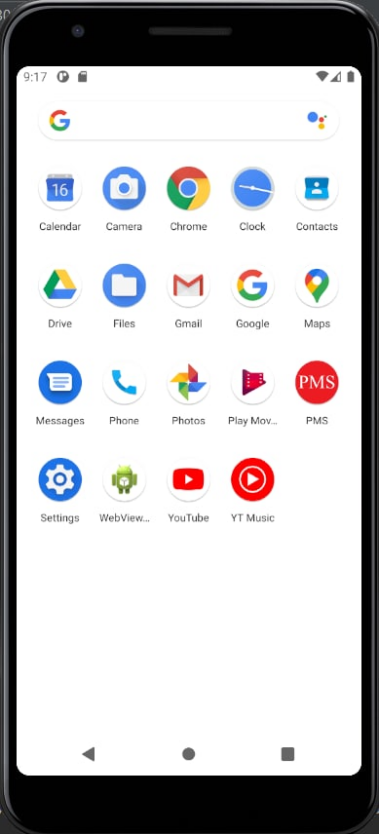 9:17
16
Calendar Camera Chrome Clock Contacts
Drive Files Gmail Google Maps
PMS
Messages Phone Photos Play Mov... PMS
Settings WebView... YouTube YT Music